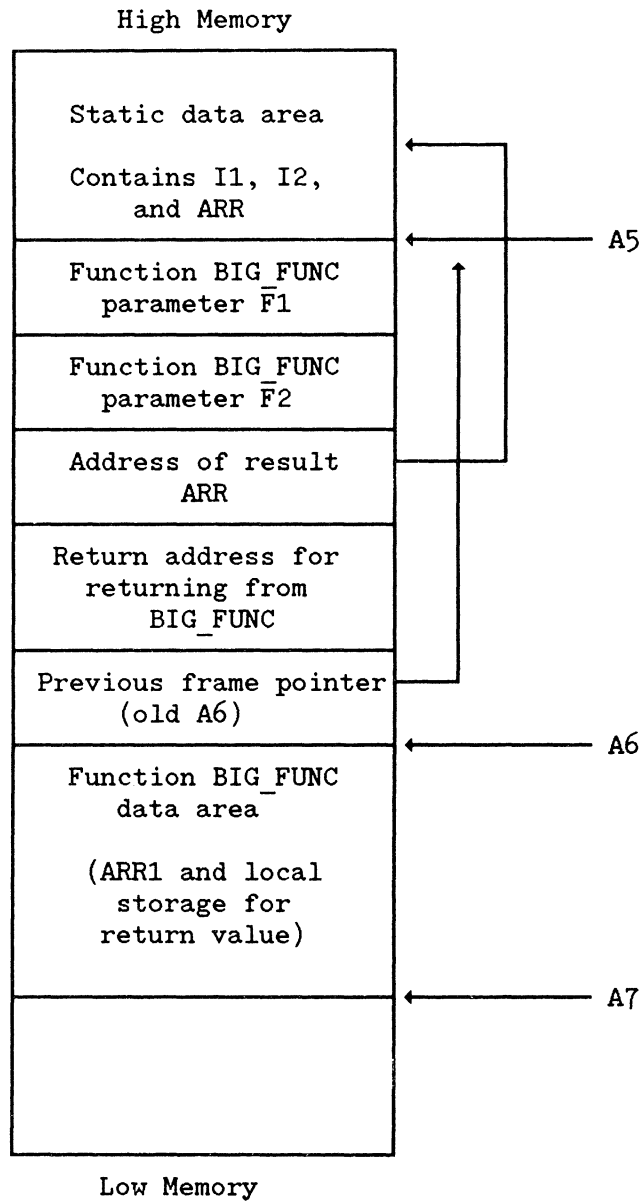 High Memory
Static data area
Contains I1, I2,
and ARR
A5
Function BIG_FUNC
parameter F1
Function BIG_FUNC
parameter F2
Address of result
ARR
Return address for
returning from
BIG_FUNC
Previous frame pointer
(old A6)
A6
Function BIG_FUNC
data area
(ARR1 and local
storage for
return value)
A7
Low Memory